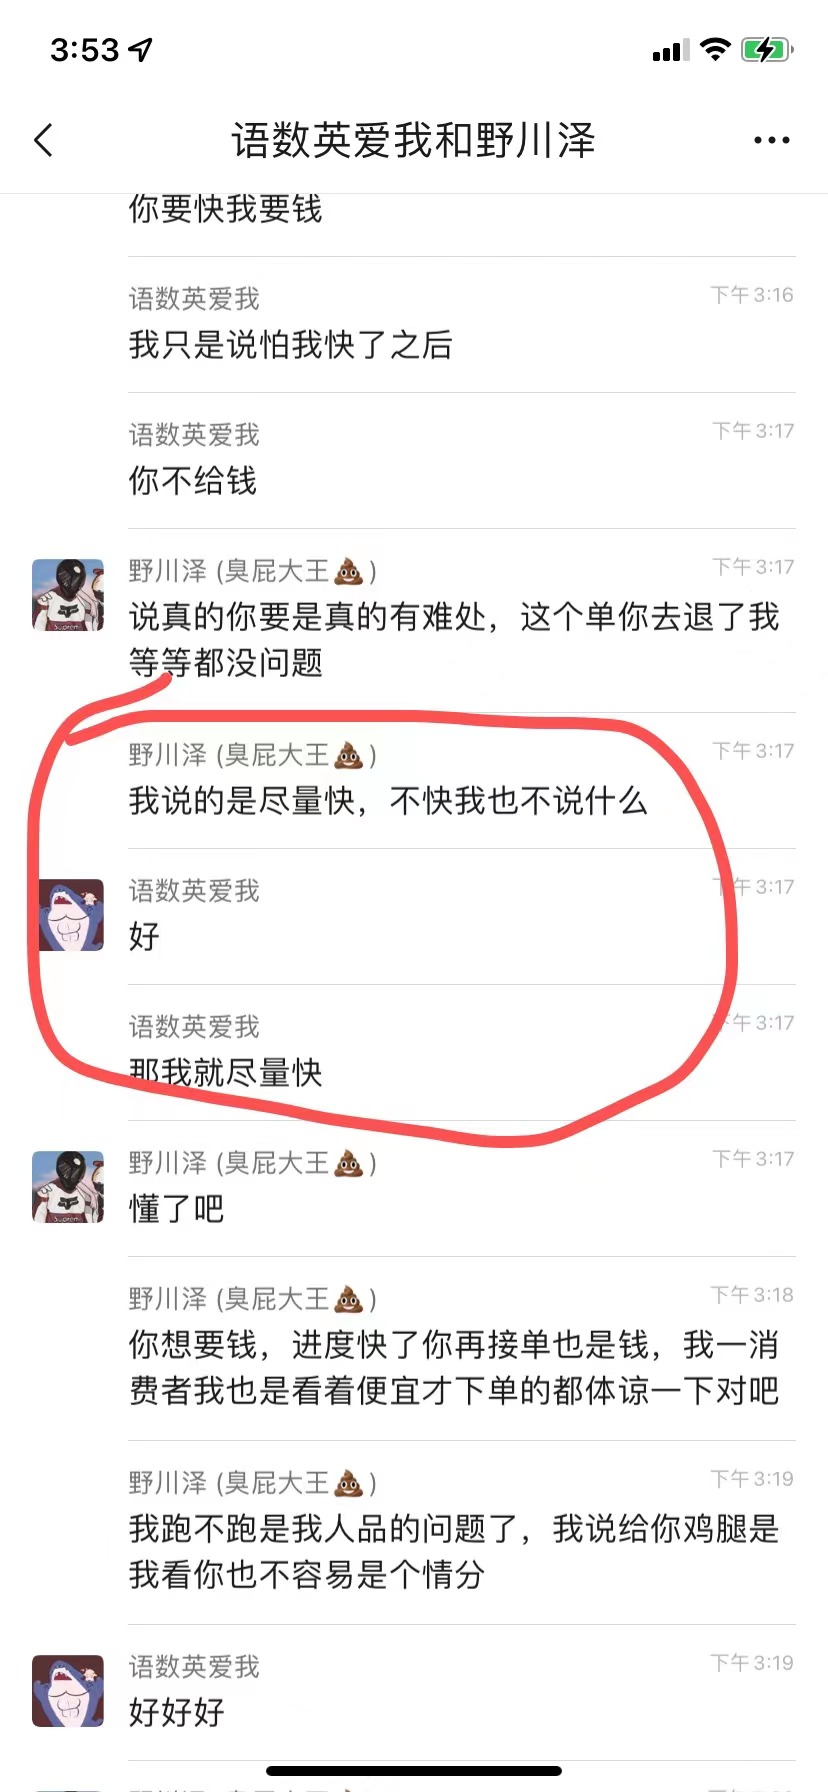 3:53
语数英爱我和野川泽
你要快我要钱
语数英爱我 下午3:16
我只是说怕我快了之后
语数英爱我 下午3:17
你不给钱
野川泽 (臭屁大王💩) 下午3:17
说真的你要是真的有难处，这个单你去退了我
等等都没问题
野川泽 (臭屁大王💩) 下午3:17
我说的是尽量快，不快我也不说什么
语数英爱我 下午3:17
好
语数英爱我 下午3:17
那我就尽量快
野川泽 (臭屁大王💩) 下午3:17
懂了吧
野川泽 (臭屁大王💩) 下午3:18
你想要钱，进度快了你再接单也是钱，我一消
费者我也是看着便宜才下单的都体谅一下对吧
野川泽 (臭屁大王💩) 下午3:19
我跑不跑是我人品的问题了，我说给你鸡腿是
我看你也不容易是个情分
语数英爱我 下午3:19
好好好